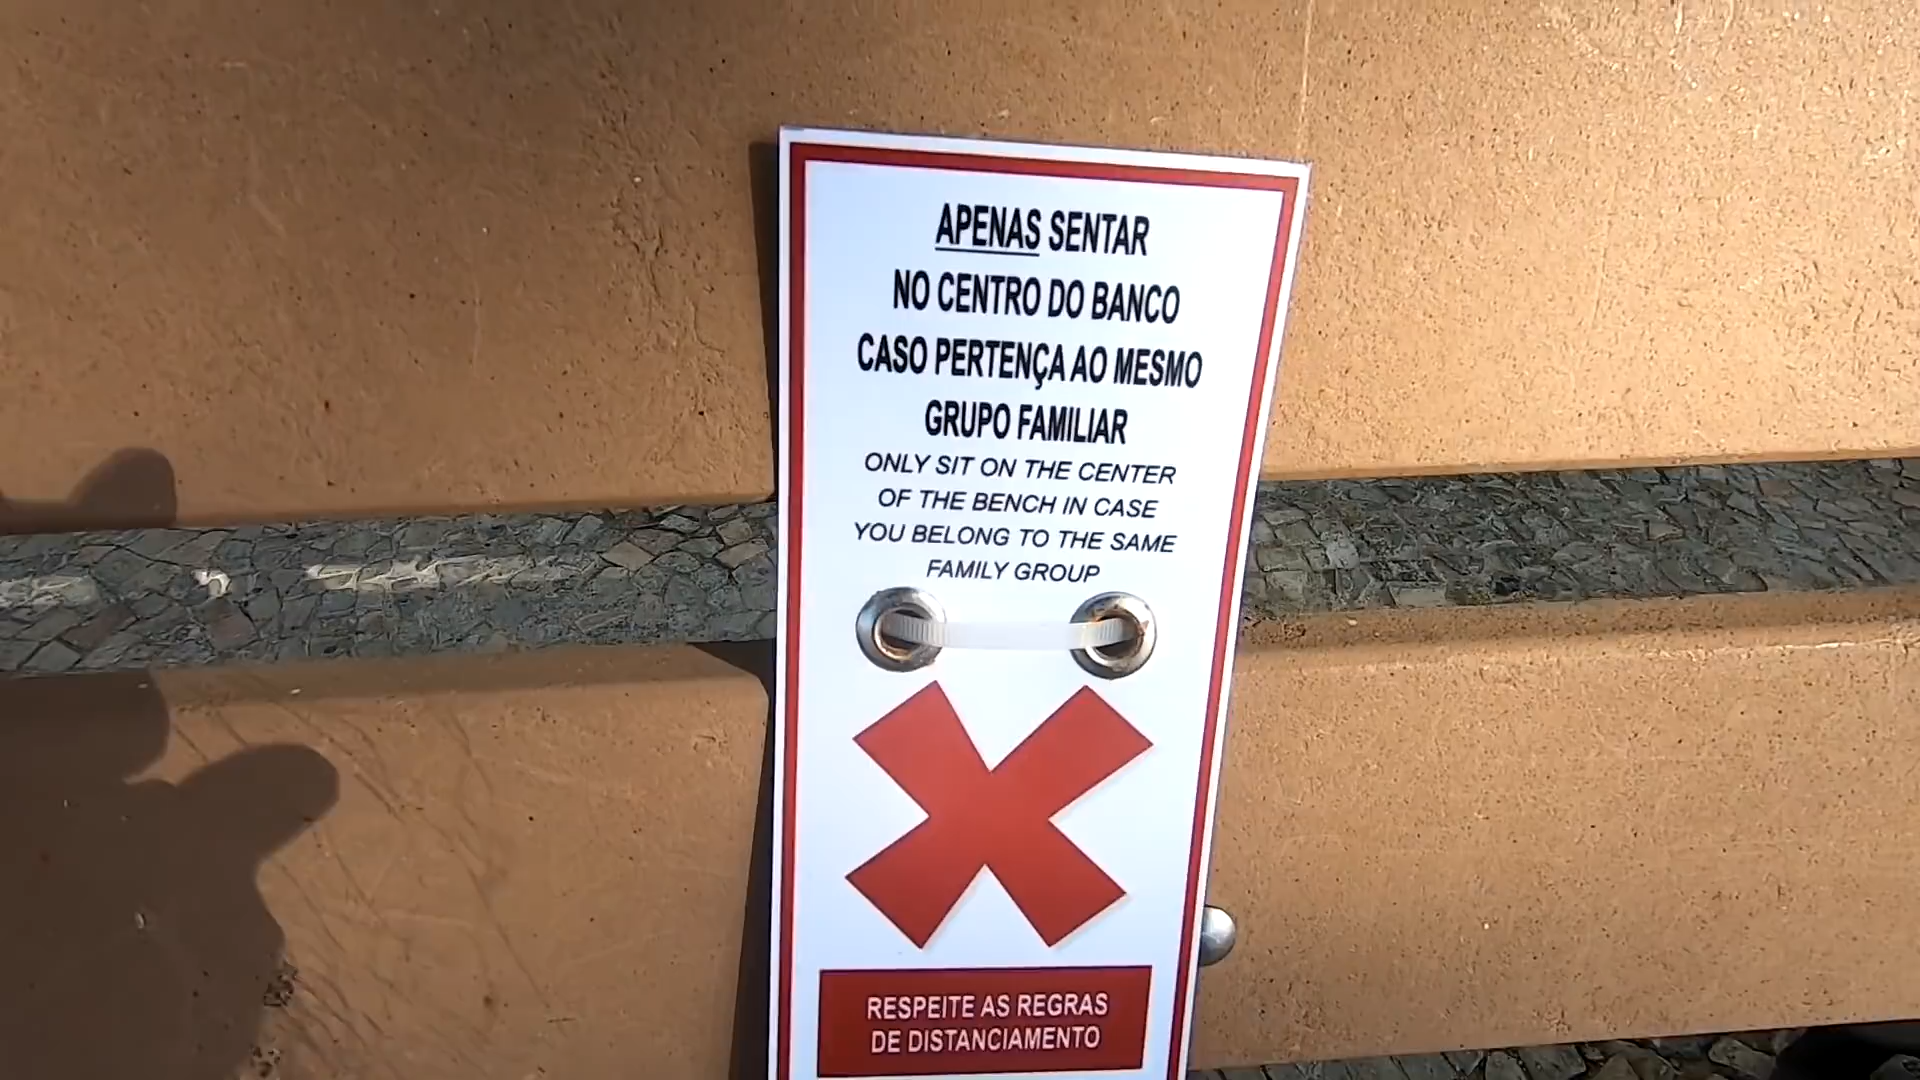 APENAS SENTAR
NO CENTRO DO BANCO
CASO PERTENÇA AO MESMO
GRUPO FAMILIAR
ONLY SIT ON THE CENTER
OF THE BENCH IN CASE
YOU BELONG TO THE SAME
FAMILY GROUP
RESPEITE AS REGRAS
DE DISTANCIAMENTO